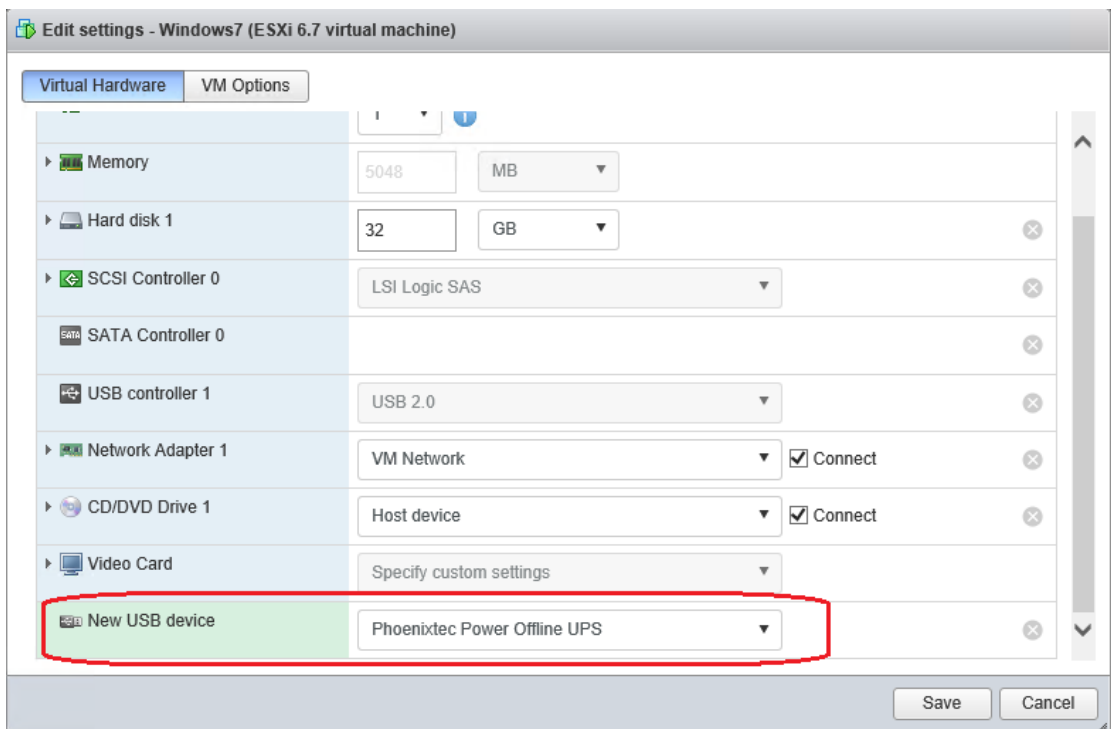 Edit settings - Windows7 (ESXi 6.7 virtual machine)
Virtual Hardware VM Options
Memory 5048 MB
Hard disk 1 32 GB
SCSI Controller 0 LSI Logic SAS
SATA SATA Controller 0
USB controller 1 USB 2.0
Network Adapter 1 VM Network Connect
CD/DVD Drive 1 Host device Connect
Video Card Specify custom settings
New USB device Phoenixtec Power Offline UPS
Save Cancel